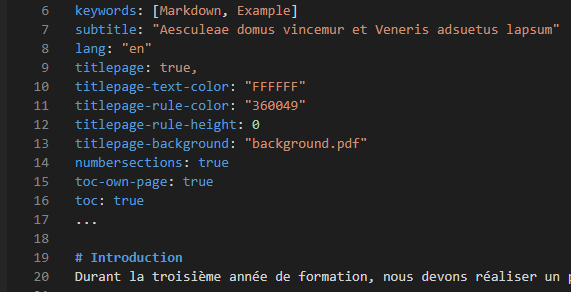 6 keywords: [Markdown, Example]
7 subtitle: "Aesculeae domus vincemur et Veneris adsuetus lapsum"
8 lang: "en"
9 titlepage: true,
10 titlepage-text-color: "FFFFFF"
11 titlepage-rule-color: "360049"
12 titlepage-rule-height: 0
13 titlepage-background: "background.pdf"
14 numbersections: true
15 toc-own-page: true
16 toc: true
17 ...
18
19 # Introduction
20 Durant la troisième année de formation, nous devons réaliser un